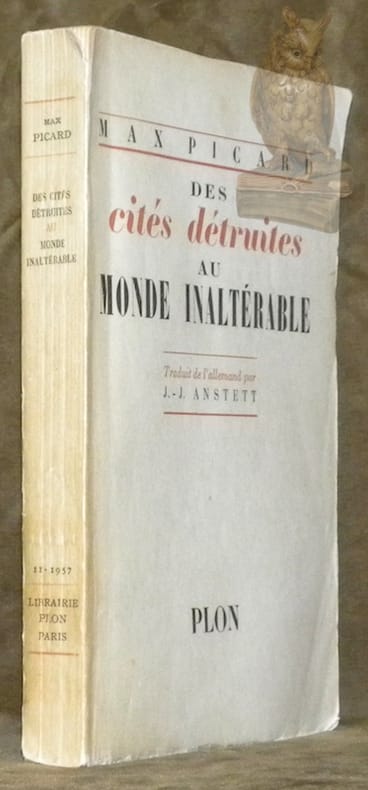 MAX
PICARD
DES CITÉS
DÉTRUITES
AU
MONDE
INALTÉRABLE
11-1957
LIBRAIRIE
PLON
PARIS
MAX PICARD
DES
cités détruites
AU
MONDE INALTÉRABLE
Traduit de l'allemand par
J.-J. ANSTETT
PLON